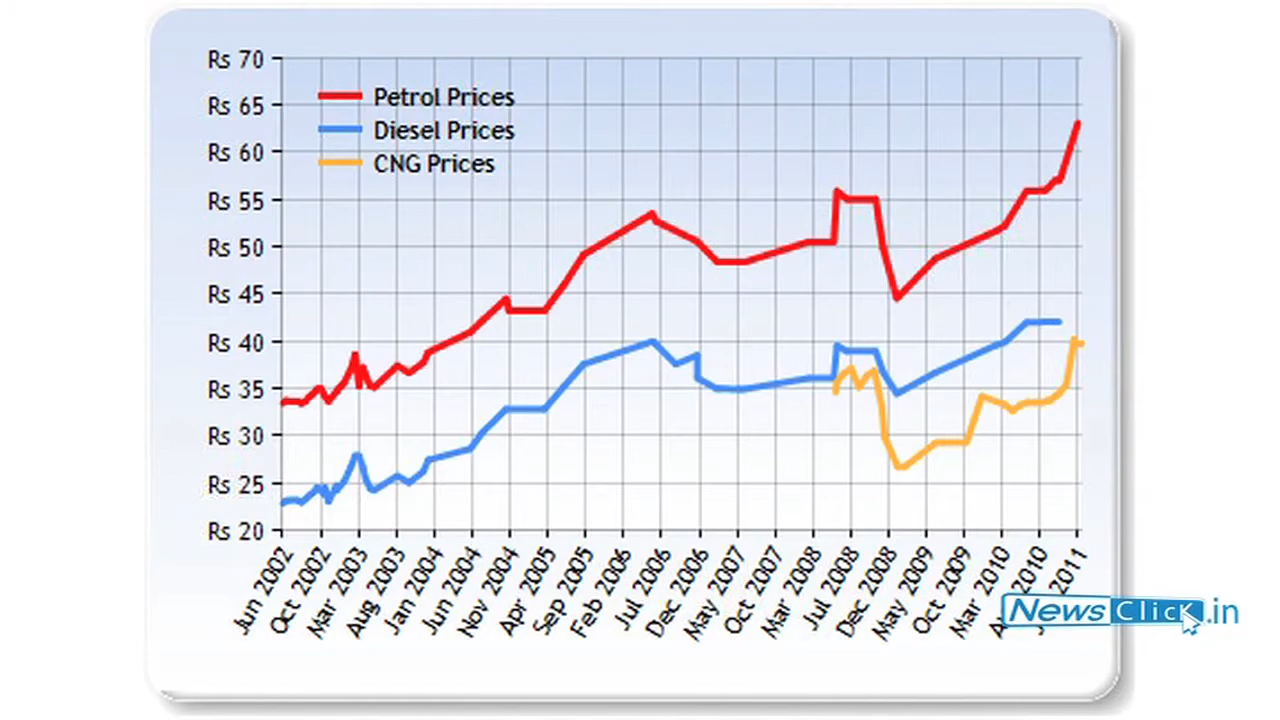 Rs 70
Rs 65
Rs 60
Rs 55
Rs 50
Rs 45
Rs 40
Rs 35
Rs 30
Rs 25
Rs 20
Petrol Prices
Diesel Prices
CNG Prices
Jun 2002
Oct 2002
Mar 2003
Aug 2003
Jan 2004
Jun 2004
Nov 2004
Apr 2005
Sep 2005
Feb 2006
Jul 2006
Dec 2006
May 2007
Oct 2007
Mar 2008
Jul 2008
Dec 2008
May 2009
Oct 2009
Mar 2010
2010
2011
NewsClick.in